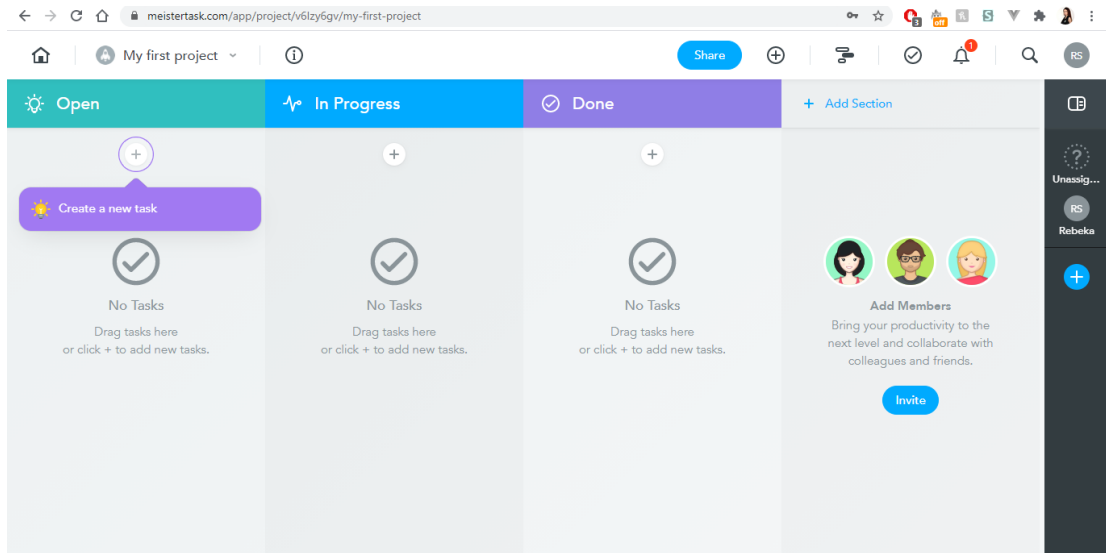 meistertask.com/app/project/v6lzy6gv/my-first-project
3
off
My first project
Share
1
RS
Open
In Progress
Done
+ Add Section
Create a new task
Unassig...
RS
Rebeka
No Tasks
Drag tasks here
or click + to add new tasks.
No Tasks
Drag tasks here
or click + to add new tasks.
No Tasks
Drag tasks here
or click + to add new tasks.
Add Members
Bring your productivity to the
next level and collaborate with
colleagues and friends.
Invite